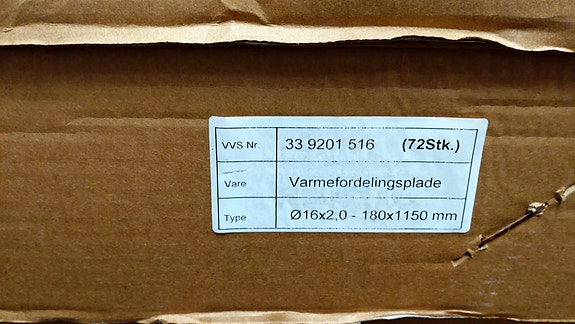 VVS Nr 33 9201 516 (72Stk.)
Vare Varmefordelingsplade
Type Ø16x2,0 - 180x1150 mm